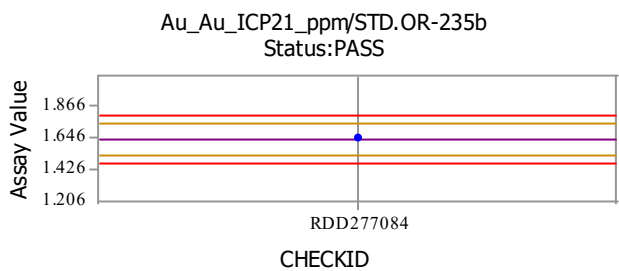 Au_Au_ICP21_ppm/STD.OR-235b
Status:PASS
Assay Value
1.866
1.646
1.426
1.206
RDD277084
CHECKID